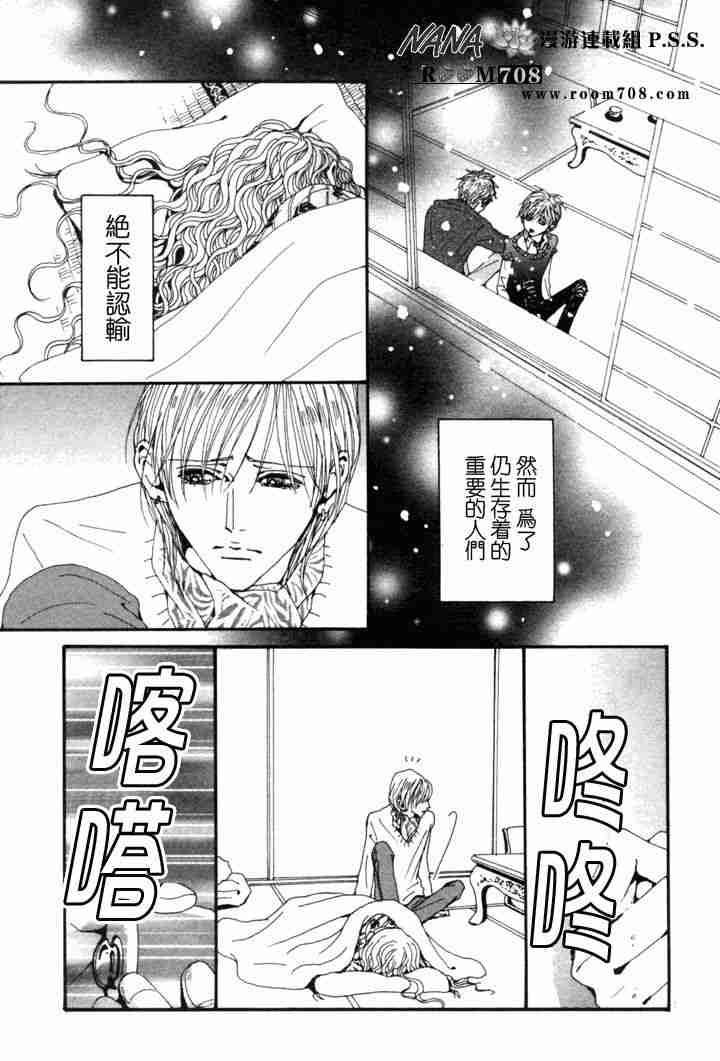 NANA
漫游連載組 P.S.S.
ROOM708
www.room708.com
然而 爲了
仍生存着的
重要的人們
絶不能認輸
咚咚
喀嗒